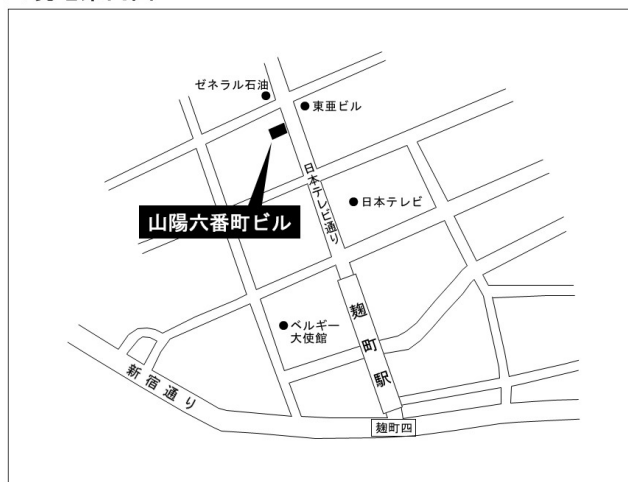 ゼネラル石油
東亜ビル
日本テレビ通り
日本テレビ
山陽六番町ビル
ベルギー
大使館
麹町駅
新宿通り
麹町四